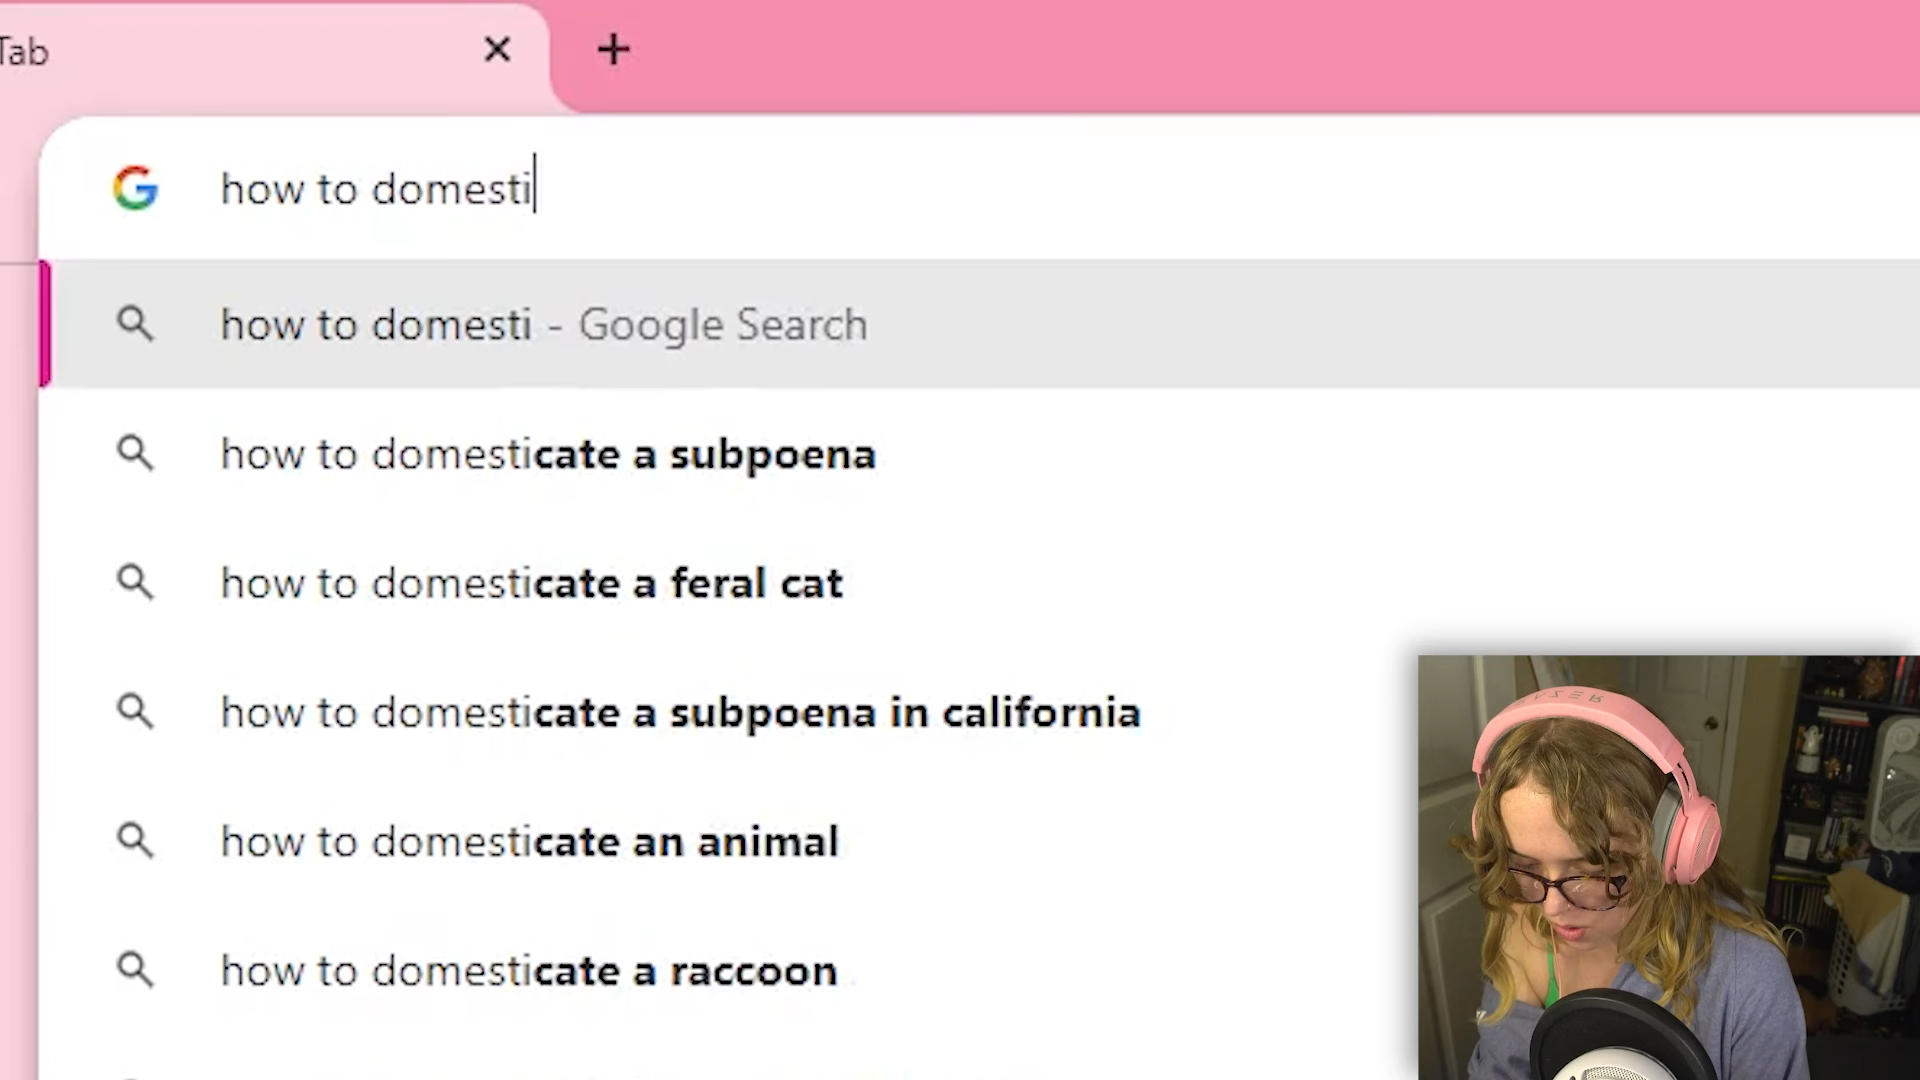 Tab
how to domesti
how to domesti - Google Search
how to domesticate a subpoena
how to domesticate a feral cat
how to domesticate a subpoena in california
how to domesticate an animal
how to domesticate a raccoon